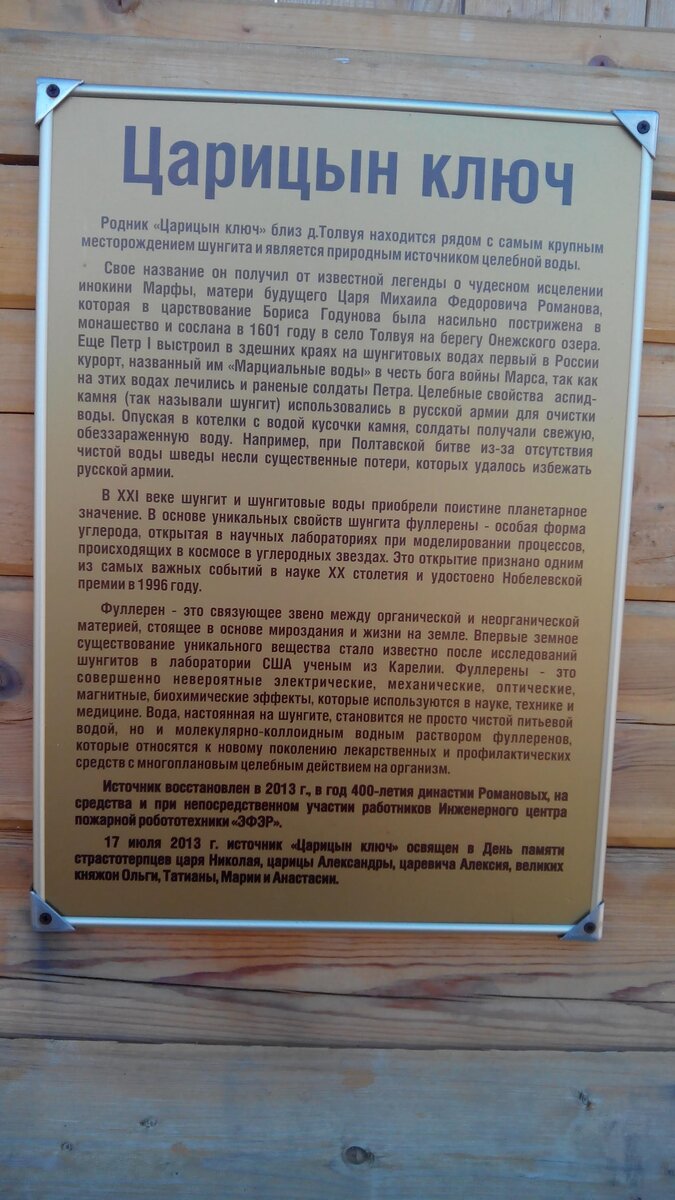 Царицын ключ
Родник «Царицын ключ» близ д.Толвуя находится рядом с самым крупным
месторождением шунгита и является природным источником целебной воды.
Свое название он получил от известной легенды о чудесном исцелении
инокини Марфы, матери будущего Царя Михаила Федоровича Романова,
которая в царствование Бориса Годунова была насильно пострижена в
монашество и сослана в 1601 году в село Толвуя на берегу Онежского озера.
Еще Петр I выстроил в здешних краях на шунгитовых водах первый в России
курорт, названный им «Марциальные воды» в честь бога войны Марса, так как
на этих водах лечились и раненые солдаты Петра. Целебные свойства аспид-
камня (так называли шунгит) использовались в русской армии для очистки
воды. Опуская в котелки с водой кусочки камня, солдаты получали свежую,
обеззараженную воду. Например, при Полтавской битве из-за отсутствия
чистой воды шведы несли существенные потери, которых удалось избежать
русской армии.
В XXI веке шунгит и шунгитовые воды приобрели поистине планетарное
значение. В основе уникальных свойств шунгита фуллерены - особая форма
углерода, открытая в научных лабораториях при моделировании процессов,
происходящих в космосе в углеродных звездах. Это открытие признано одним
из самых важных событий в науке XX столетия и удостоено Нобелевской
премии в 1996 году.
Фуллерен - это связующее звено между органической и неорганической
материей, стоящее в основе мироздания и жизни на земле. Впервые земное
существование уникального вещества стало известно после исследований
шунгитов в лаборатории США ученым из Карелии. Фуллерены - это
совершенно невероятные электрические, механические, оптические,
магнитные, биохимические эффекты, которые используются в науке, технике и
медицине. Вода, настоянная на шунгите, становится не просто чистой питьевой
водой, но и молекулярно-коллоидным водным раствором фуллеренов,
которые относятся к новому поколению лекарственных и профилактических
средств с многоплановым целебным действием на организм.
Источник восстановлен в 2013 г., в год 400-летия династии Романовых, на
средства и при непосредственном участии работников Инженерного центра
пожарной робототехники «ЭФЭР».
17 июля 2013 г. источник «Царицын ключ» освящен в День памяти
страстотерпцев царя Николая, царицы Александры, царевича Алексия, великих
княжон Ольги, Татианы, Марии и Анастасии.